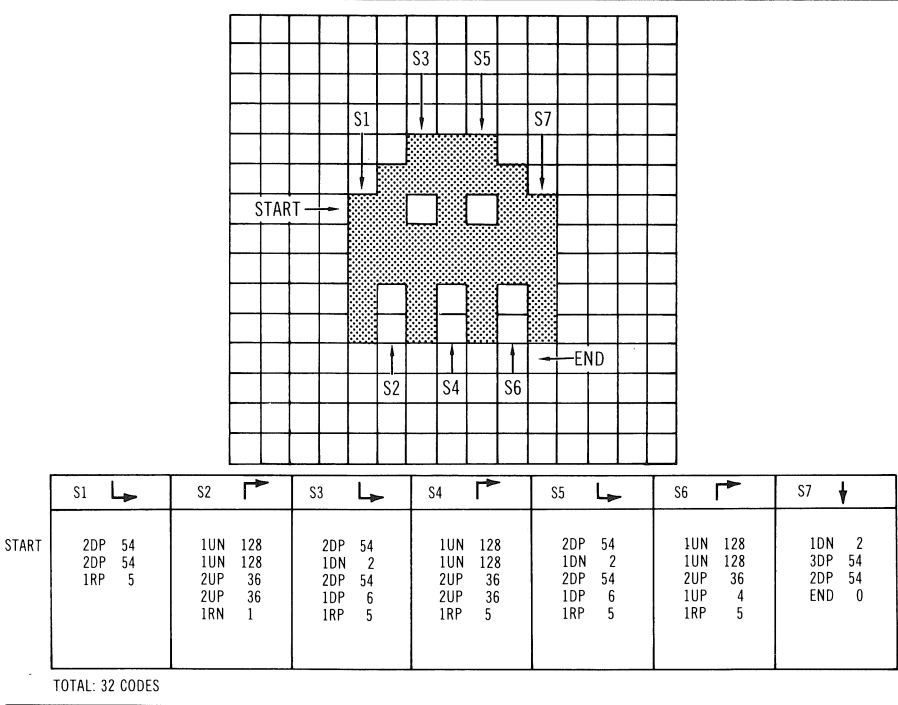 S3 S5
S1 S7
START
END
S2 S4 S6
S1 S2 S3 S4 S5 S6 S7
START 2DP 54 1UN 128 2DP 54 1UN 128 2DP 54 1UN 128 1DN 2
2DP 54 1UN 128 1DN 2 1UN 128 1DN 2 1UN 128 3DP 54
1RP 5 2UP 36 2DP 54 2UP 36 2DP 54 2UP 36 2DP 54
2UP 36 1DP 6 2UP 36 1DP 6 1UP 4 END 0
1RN 1 1RP 5 1RP 5 1RP 5 1RP 5
TOTAL: 32 CODES